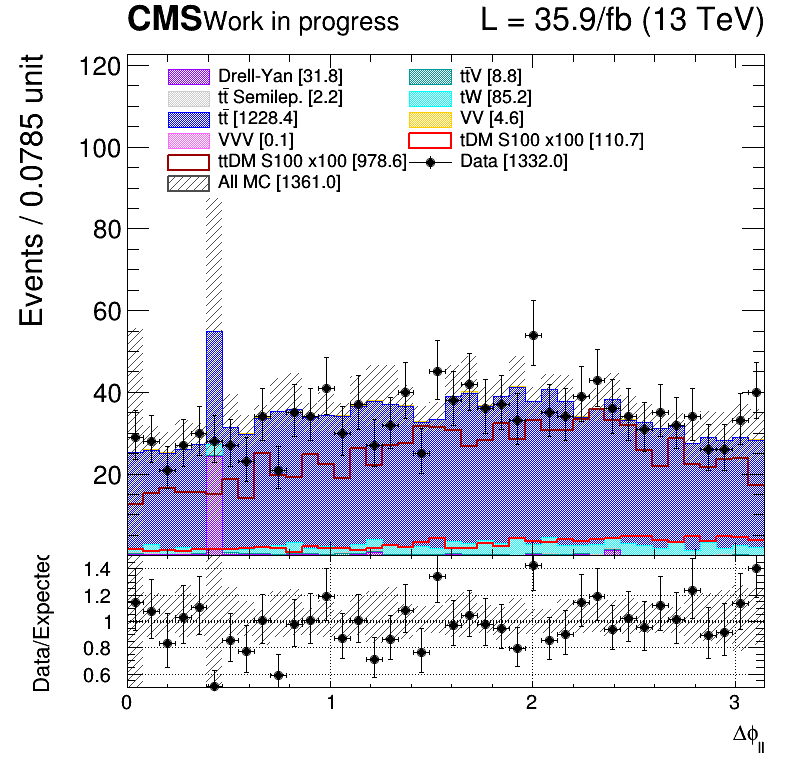 CMS Work in progress L = 35.9/fb (13 TeV)
Events / 0.0785 unit
120
100
80
60
40
20
Drell-Yan [31.8]
tt̄V [8.8]
tt̄ Semilep. [2.2]
tW [85.2]
tt̄ [1228.4]
VV [4.6]
VVV [0.1]
tDM S100 x100 [110.7]
ttDM S100 x100 [978.6]
Data [1332.0]
All MC [1361.0]
Data/Expected
1.4
1.2
1
0.8
0.6
0 1 2 3
Δϕll